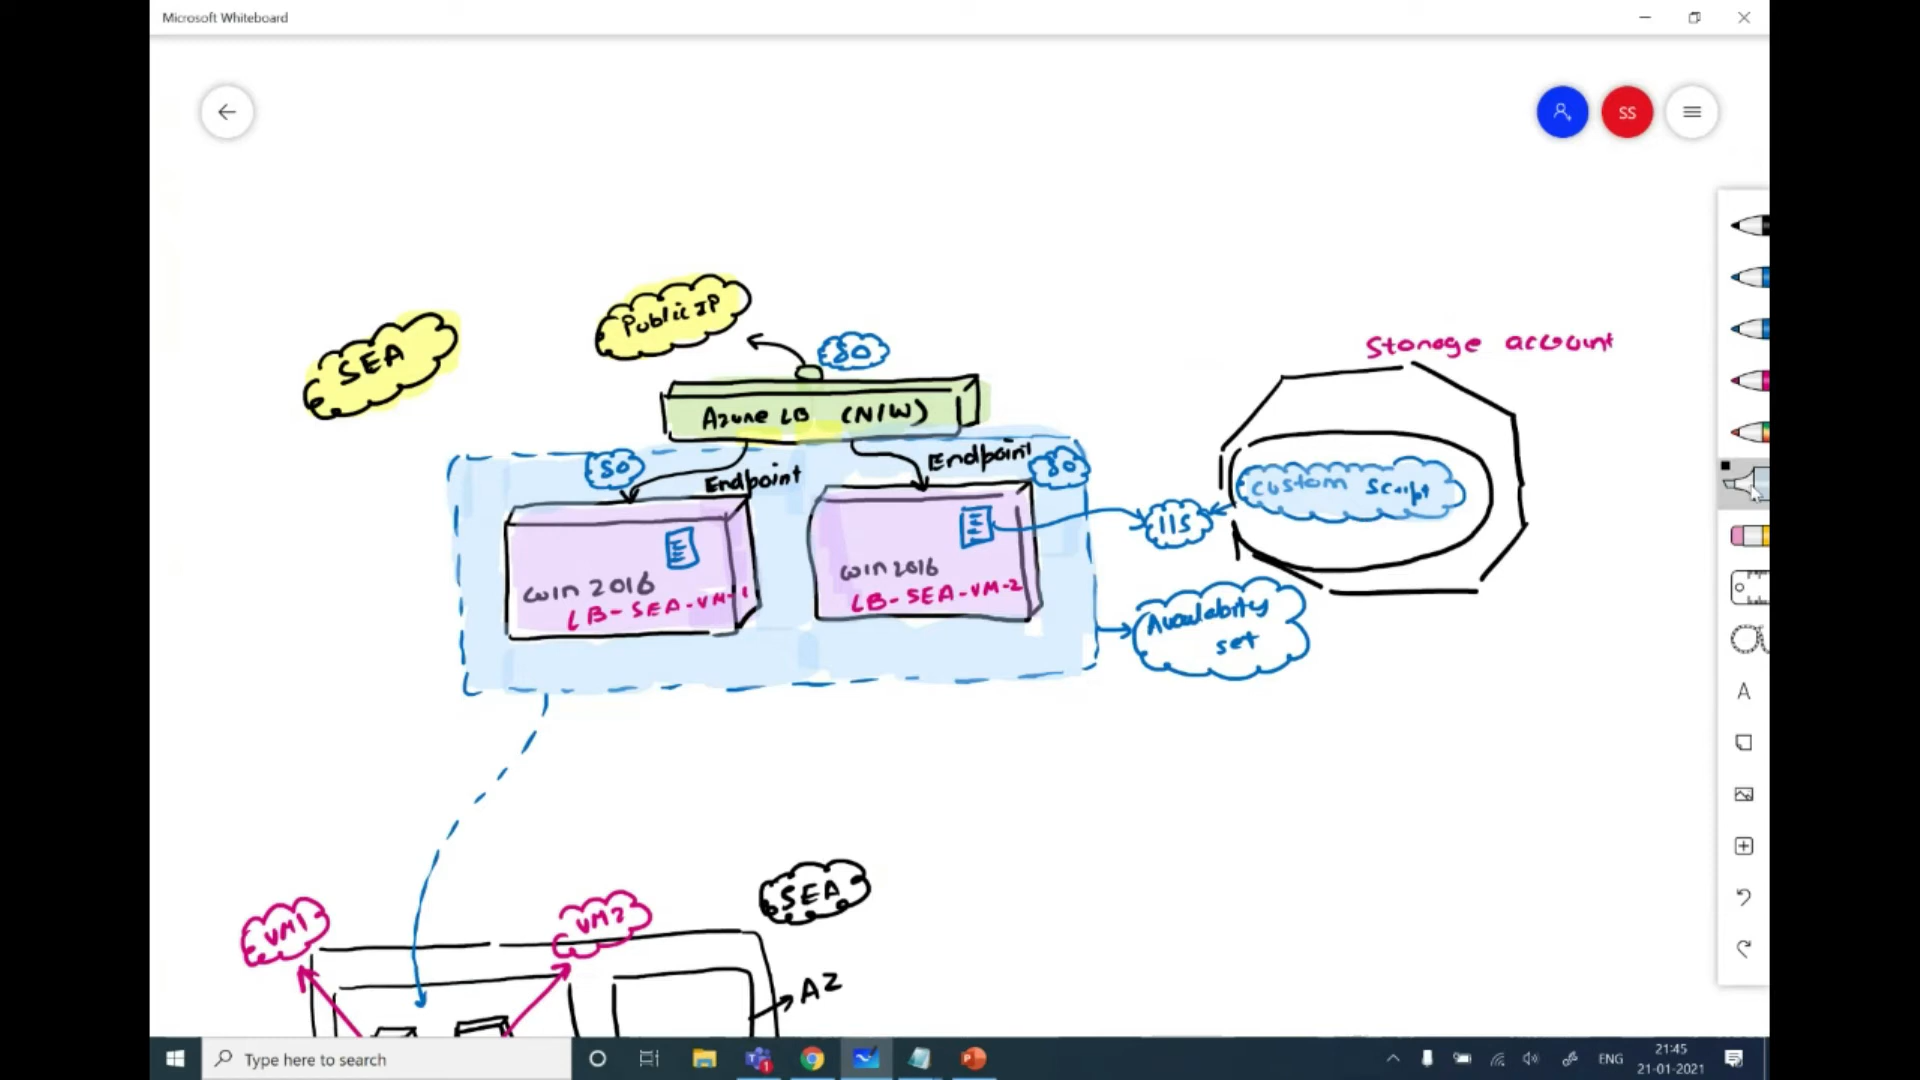 Microsoft Whiteboard
SS
Public IP
SEA
80
Storage account
Azure LB (N/W)
80
Endpoint
Endpoint
80
custom script
IIS
win 2016
LB-SEA-VM-1
win 2016
LB-SEA-VM-2
Availability
set
SEA
VM1
VM2
AZ
A
Type here to search
1
ENG
21:45
21-01-2021